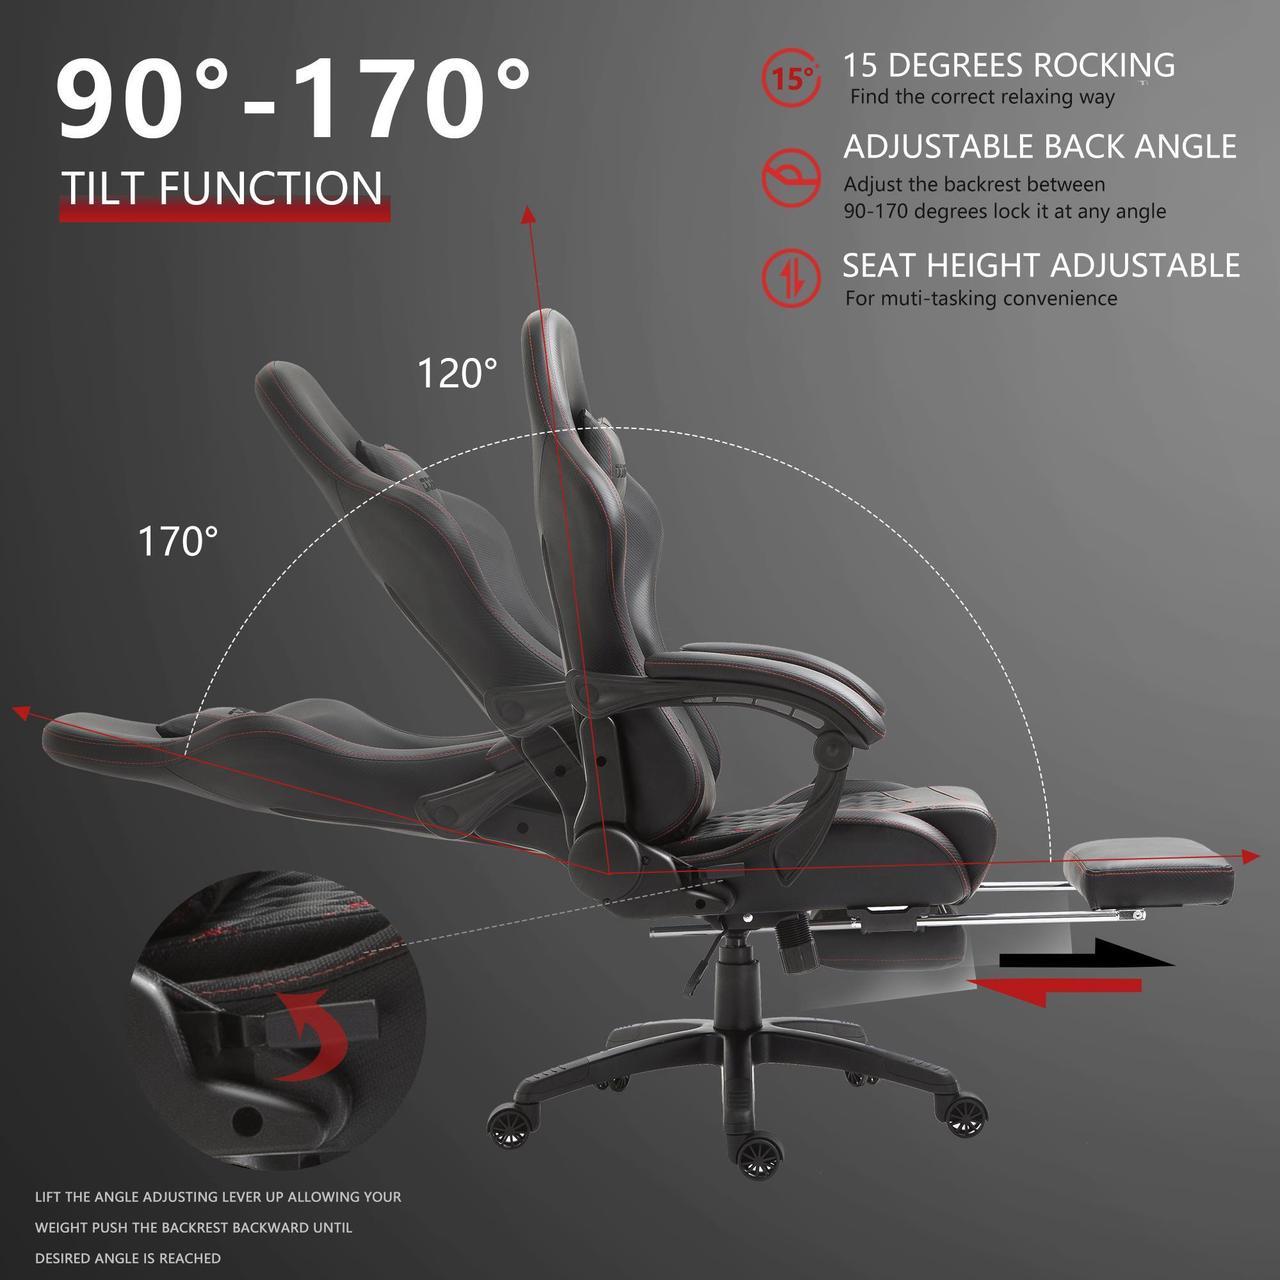 90°-170°
TILT FUNCTION
15°
15 DEGREES ROCKING
Find the correct relaxing way
ADJUSTABLE BACK ANGLE
Adjust the backrest between
90-170 degrees lock it at any angle
SEAT HEIGHT ADJUSTABLE
For muti-tasking convenience
120°
170°
LIFT THE ANGLE ADJUSTING LEVER UP ALLOWING YOUR
WEIGHT PUSH THE BACKREST BACKWARD UNTIL
DESIRED ANGLE IS REACHED